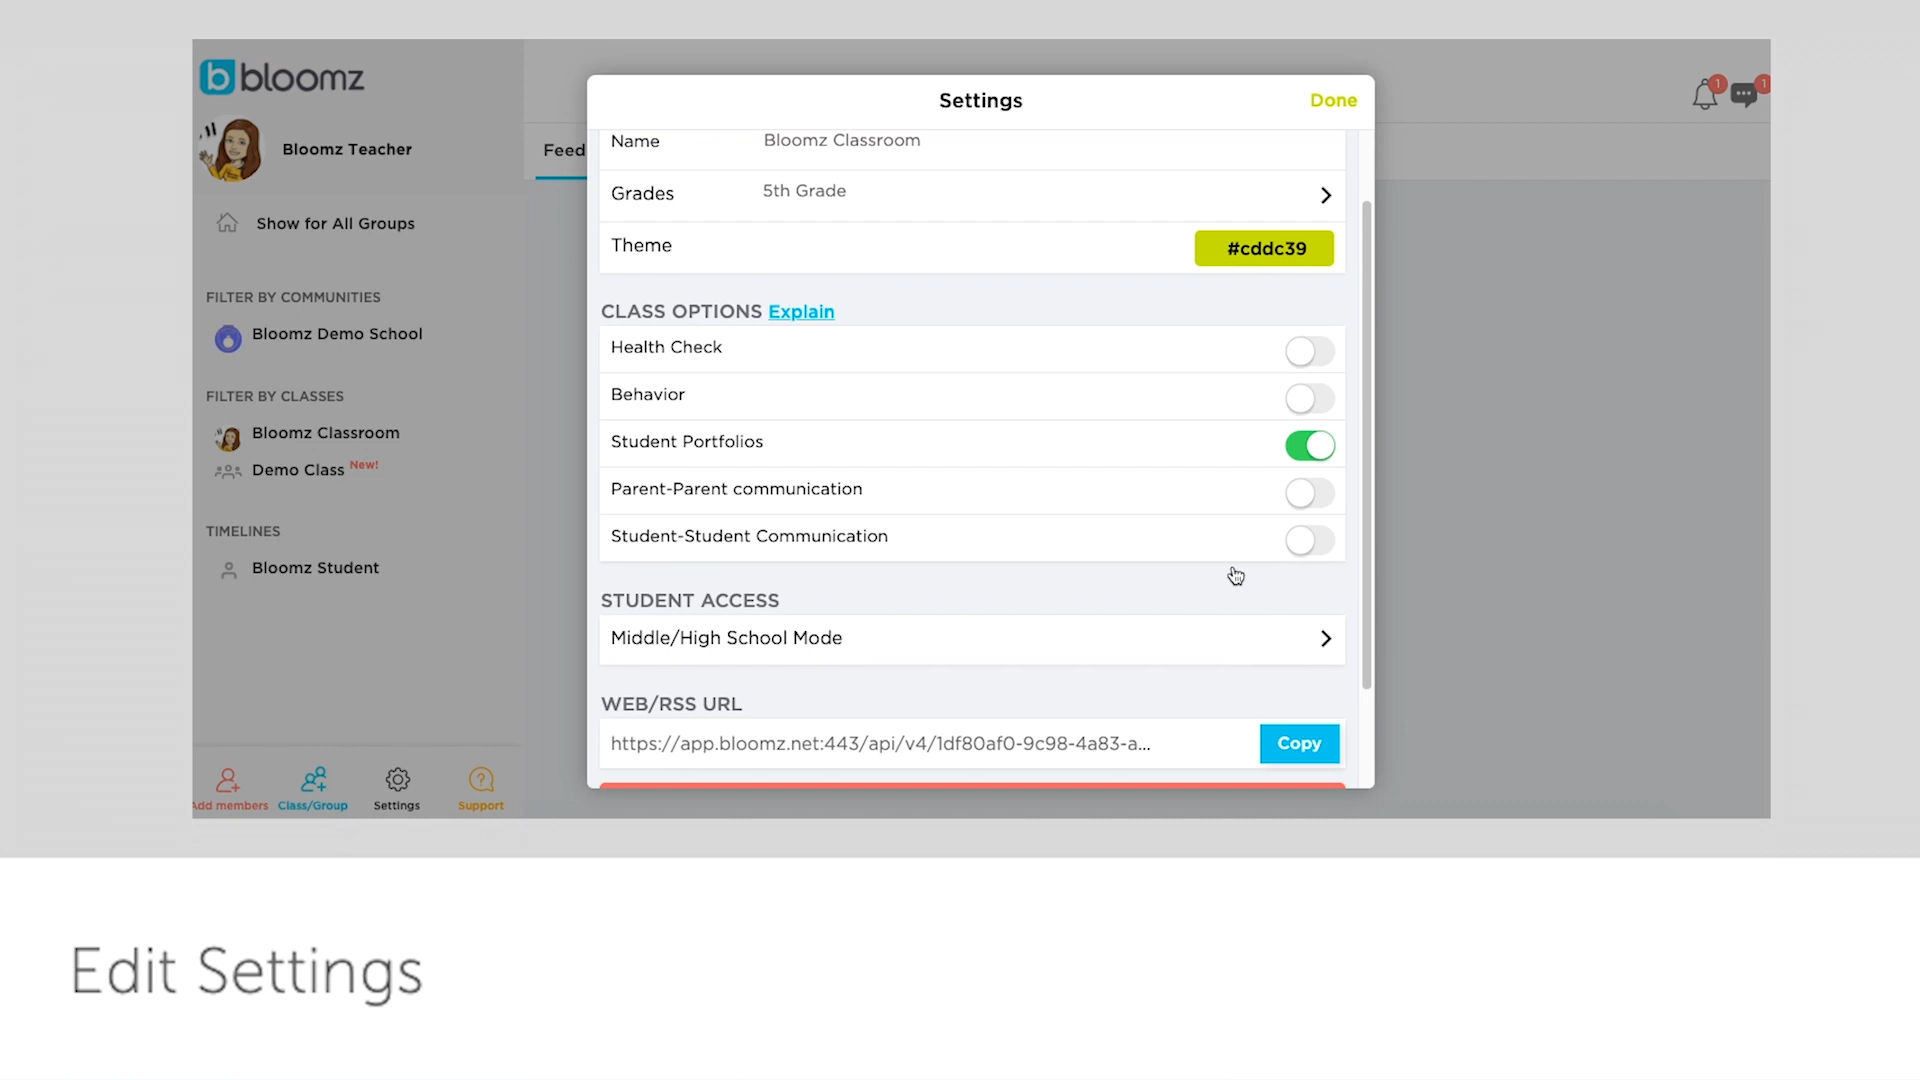 bloomz
Bloomz Teacher
Show for All Groups
FILTER BY COMMUNITIES
Bloomz Demo School
FILTER BY CLASSES
Bloomz Classroom
Demo Class New!
TIMELINES
Bloomz Student
Add members Class/Group Settings Support
Feed
1 1
Settings Done
Name Bloomz Classroom
Grades 5th Grade
Theme #cddc39
CLASS OPTIONS Explain
Health Check
Behavior
Student Portfolios
Parent-Parent communication
Student-Student Communication
STUDENT ACCESS
Middle/High School Mode
WEB/RSS URL
https://app.bloomz.net:443/api/v4/1df80af0-9c98-4a83-a... Copy
Edit Settings